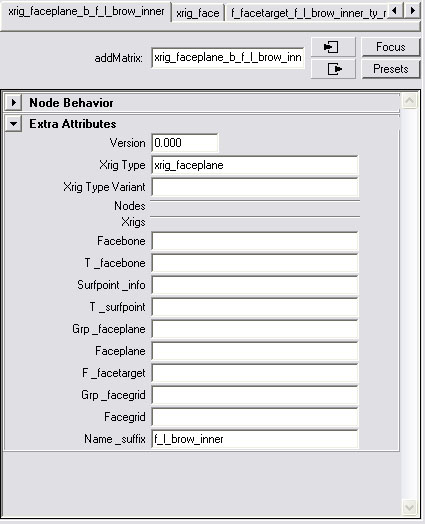 xrig_faceplane_b_f_l_brow_inner xrig_face f_facetarget_f_l_brow_inner_ty_r
addMatrix: xrig_faceplane_b_f_l_brow_inn Focus
Presets
Node Behavior
Extra Attributes
Version 0.000
Xrig Type xrig_faceplane
Xrig Type Variant
Nodes
Xrigs
Facebone
T _facebone
Surfpoint _info
T _surfpoint
Grp _faceplane
Faceplane
F _facetarget
Grp _facegrid
Facegrid
Name _suffix f_l_brow_inner